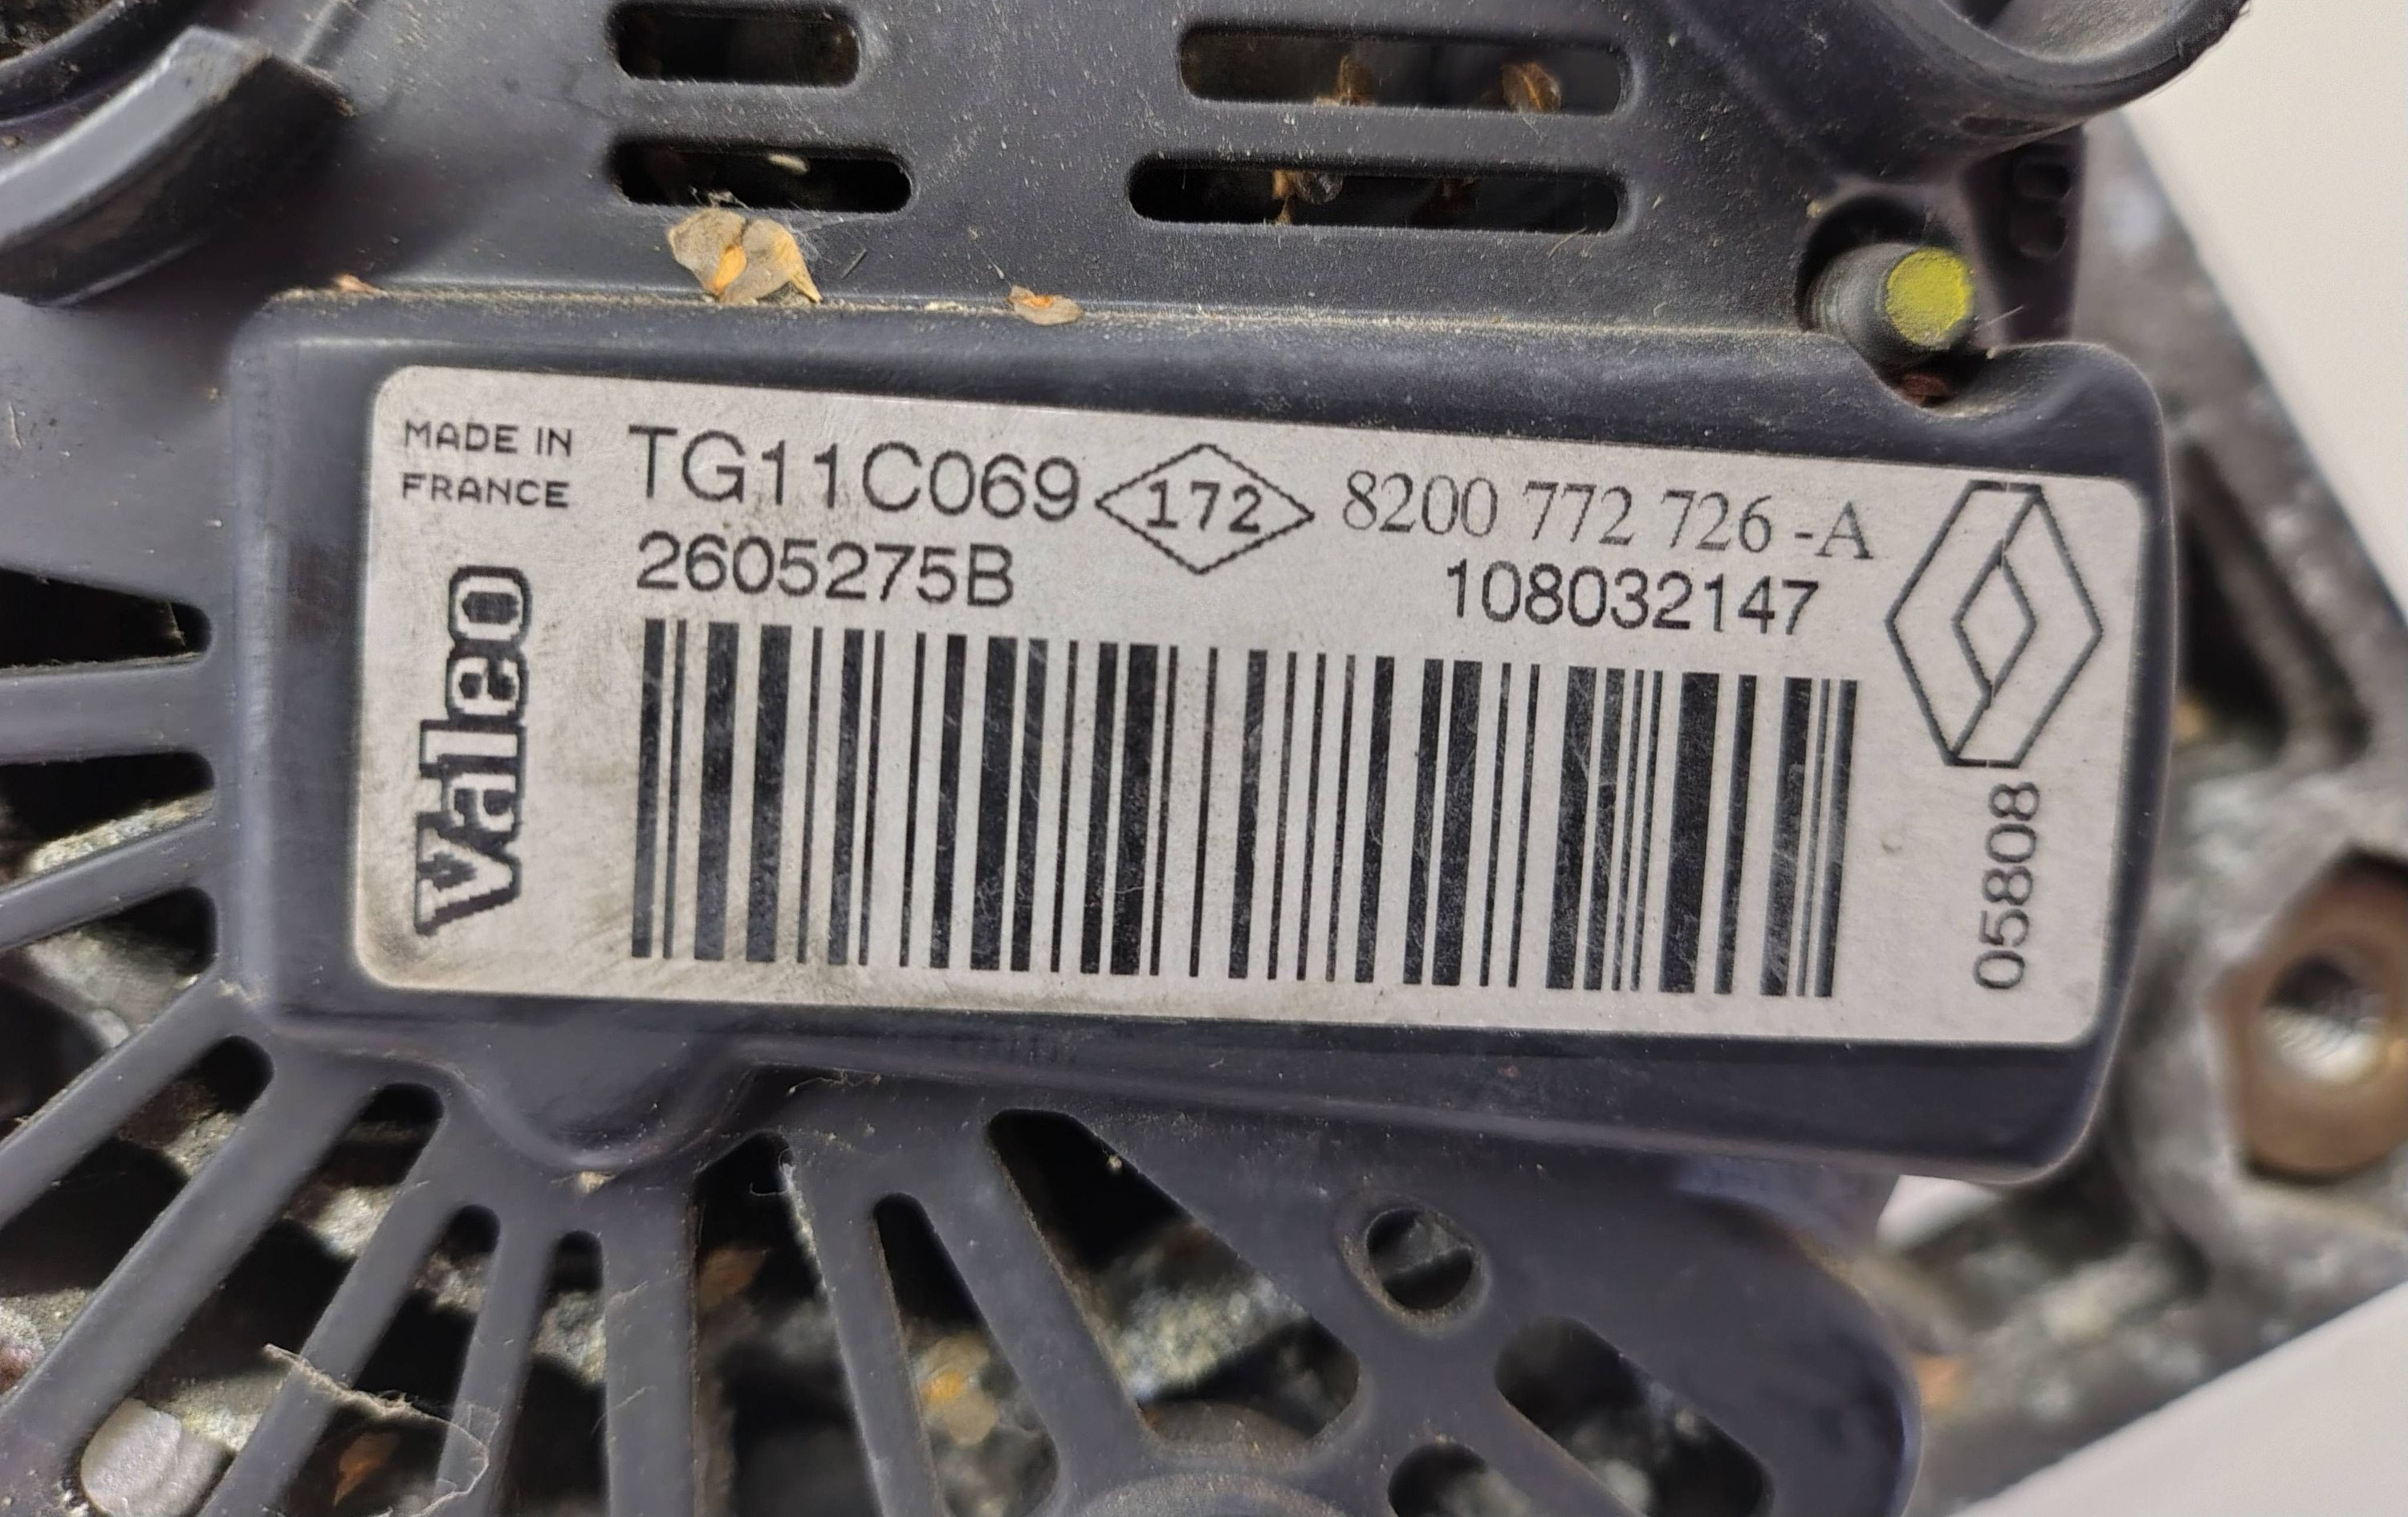 MADE IN
FRANCE
Valeo
TG11C069 172 8200 772 726 -A
2605275B 108032147
05808